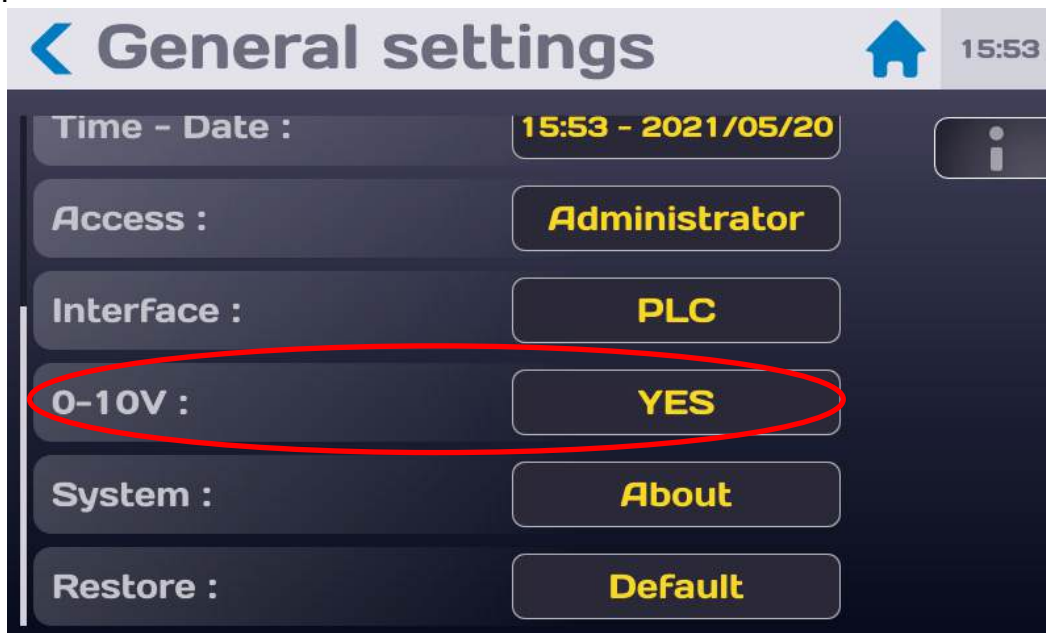 General settings
15:53
Time - Date : 15:53 - 2021/05/20
Access : Administrator
Interface : PLC
0-10V : YES
System : About
Restore : Default